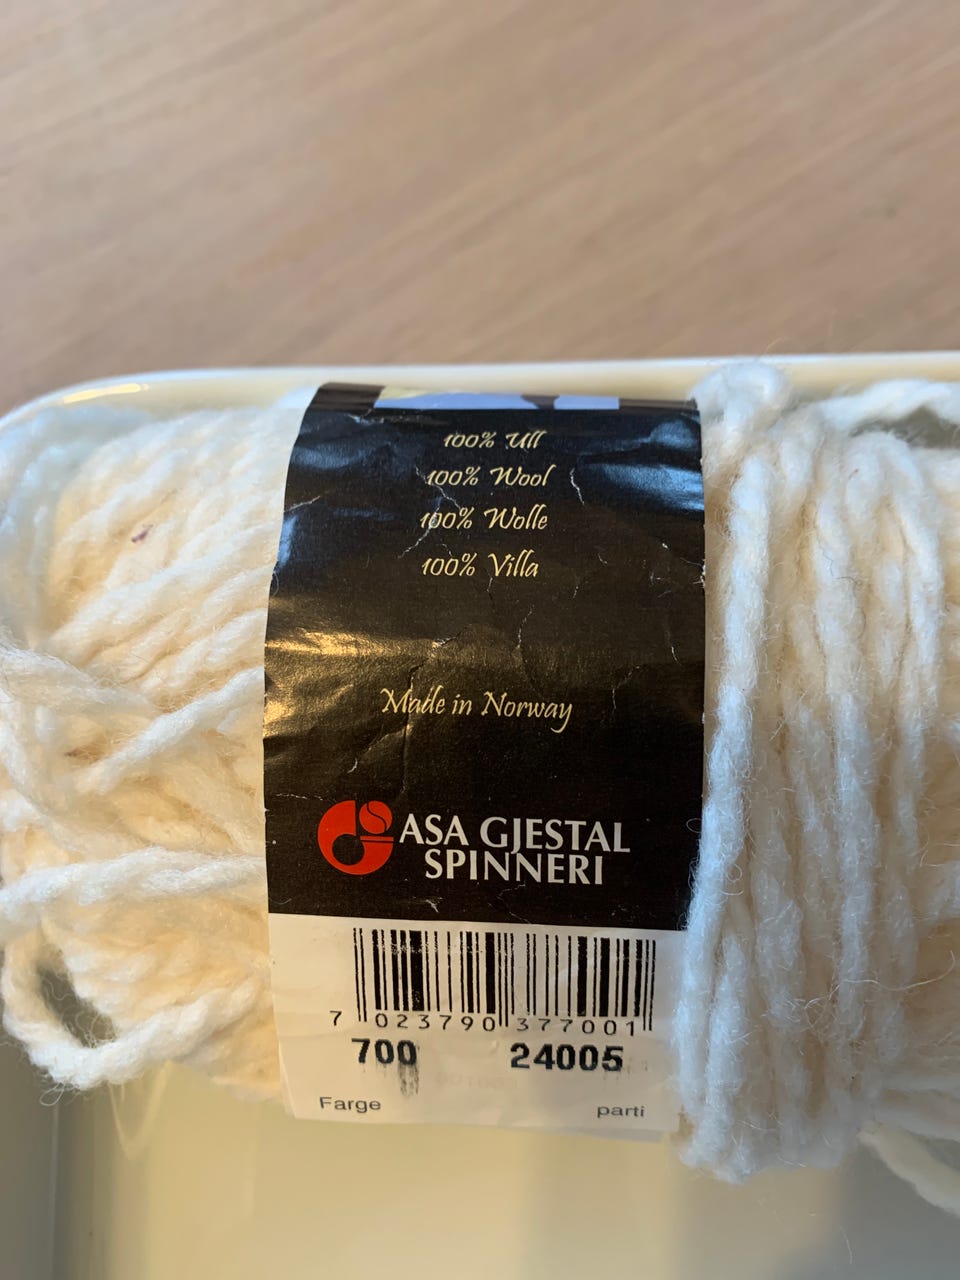 100% Ull
100% Wool
100% Wolle
100% Villa
Made in Norway
ASA GJESTAL
SPINNERI
7 023790 377001
700 24005
Farge parti